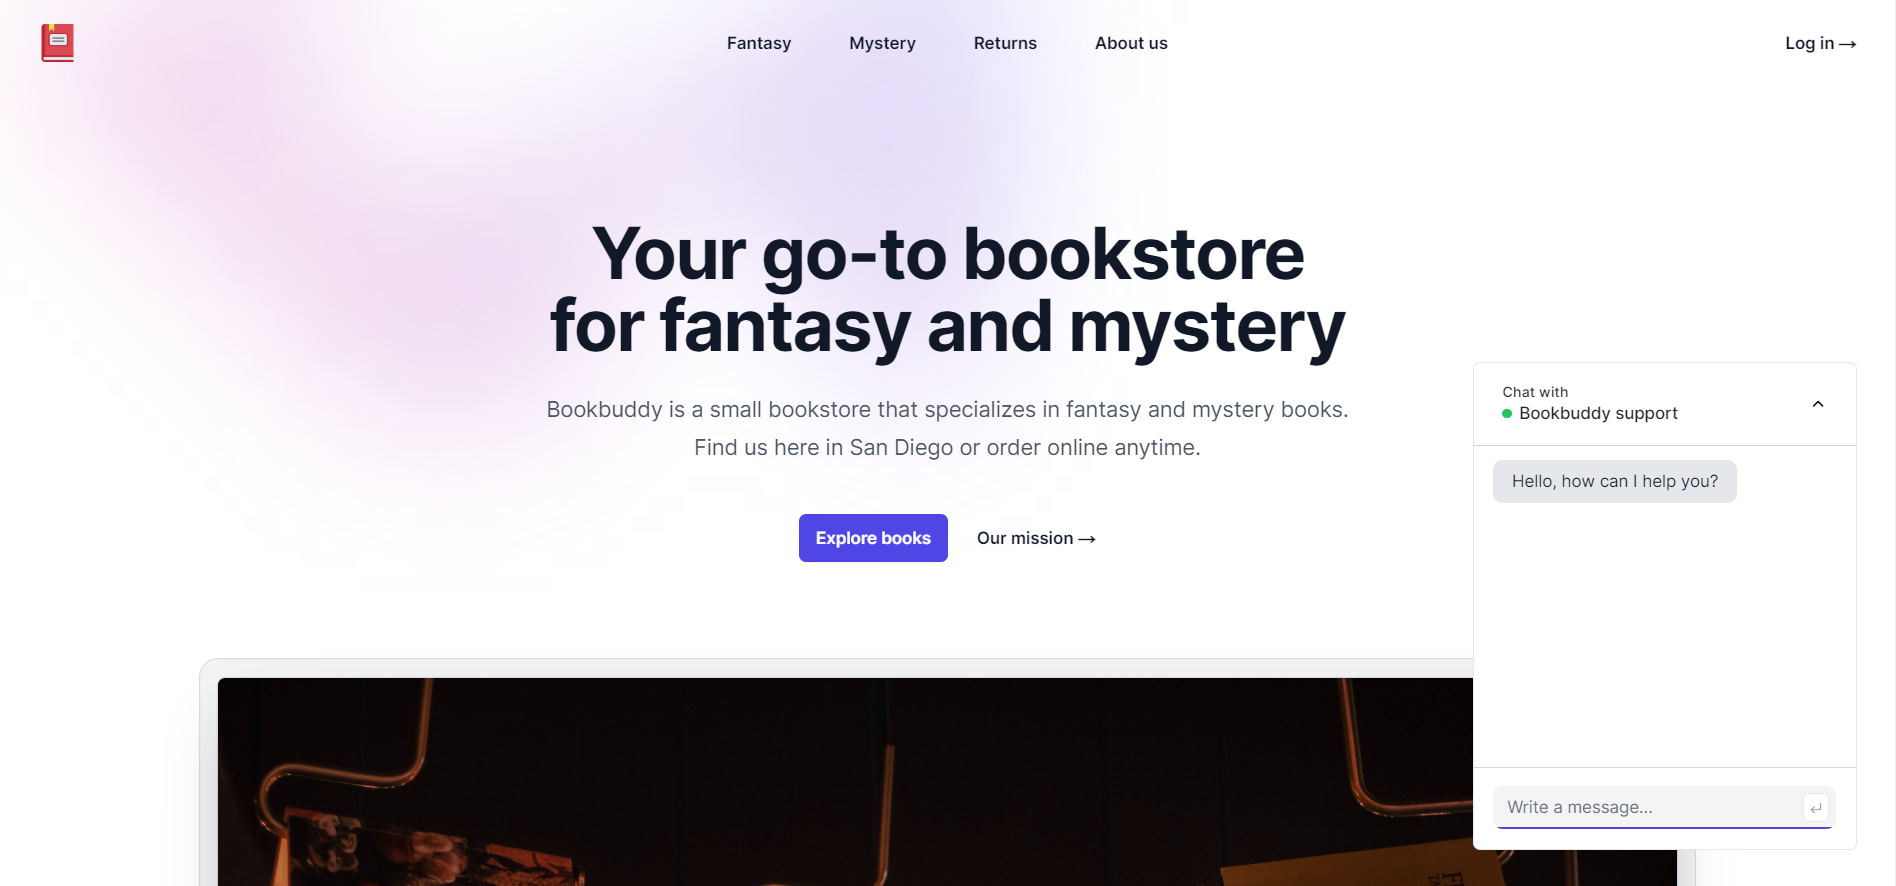 Fantasy
Mystery
Returns
About us
Log in →
Your go-to bookstore
for fantasy and mystery
Bookbuddy is a small bookstore that specializes in fantasy and mystery books.
Find us here in San Diego or order online anytime.
Explore books
Our mission →
Chat with
Bookbuddy support
Hello, how can I help you?
Write a message...